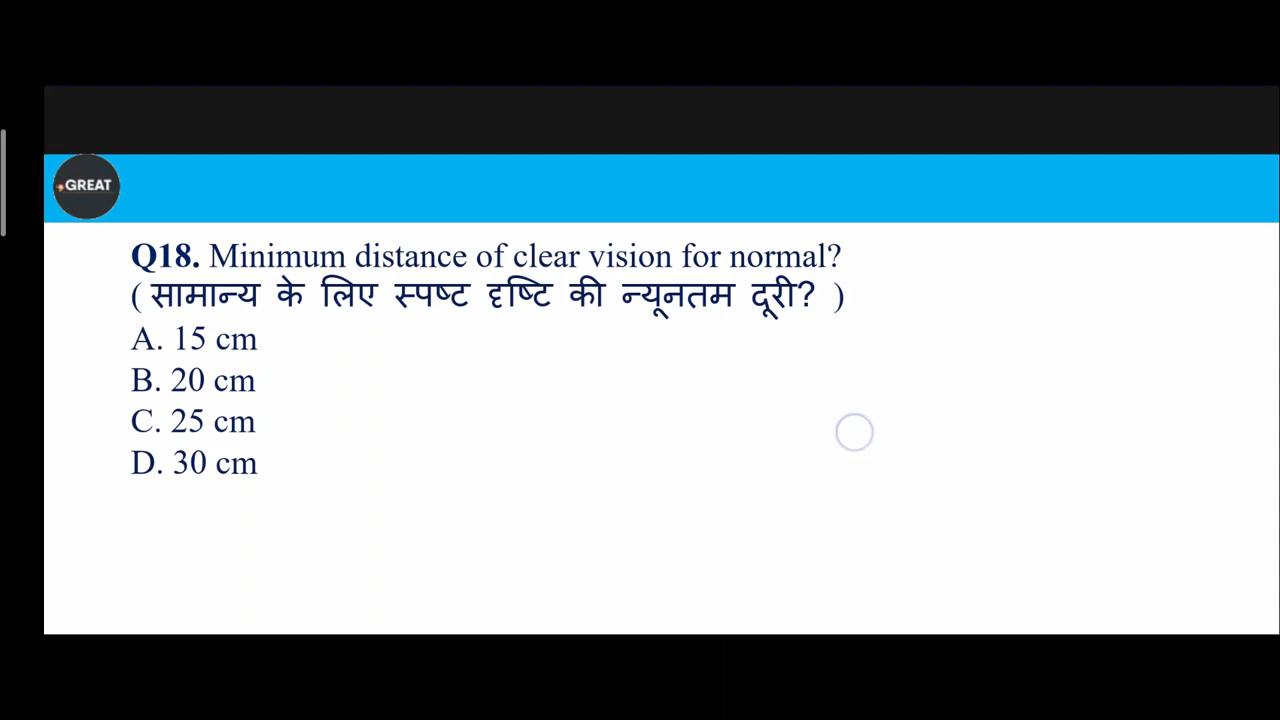 GREAT
Q18. Minimum distance of clear vision for normal?
( सामान्य के लिए स्पष्ट दृष्टि की न्यूनतम दूरी? )
A. 15 cm
B. 20 cm
C. 25 cm
D. 30 cm